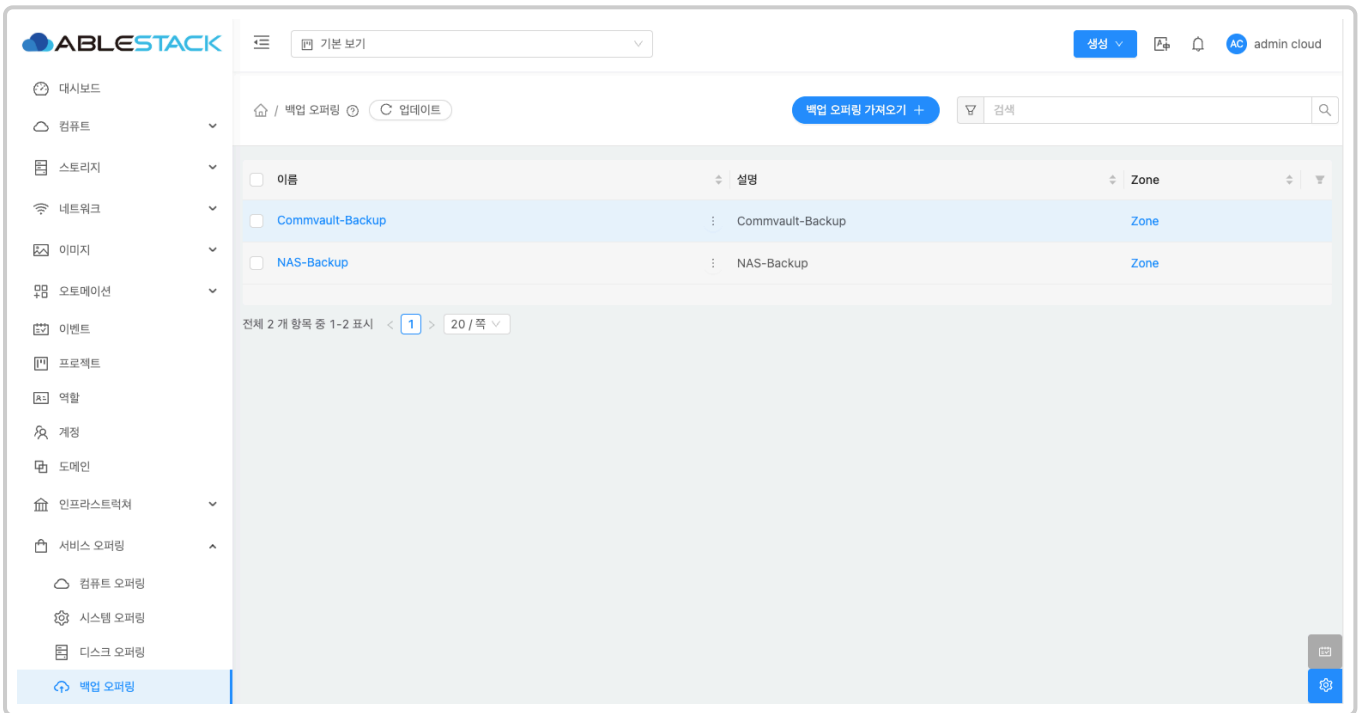 ABLESTACK
기본 보기
생성
AC admin cloud
대시보드
컴퓨트
스토리지
네트워크
이미지
오토메이션
이벤트
프로젝트
역할
계정
도메인
인프라스트럭쳐
서비스 오퍼링
컴퓨트 오퍼링
시스템 오퍼링
디스크 오퍼링
백업 오퍼링
/ 백업 오퍼링 업데이트
백업 오퍼링 가져오기 +
검색
이름 설명 Zone
Commvault-Backup Commvault-Backup Zone
NAS-Backup NAS-Backup Zone
전체 2 개 항목 중 1-2 표시 < 1 > 20 / 쪽